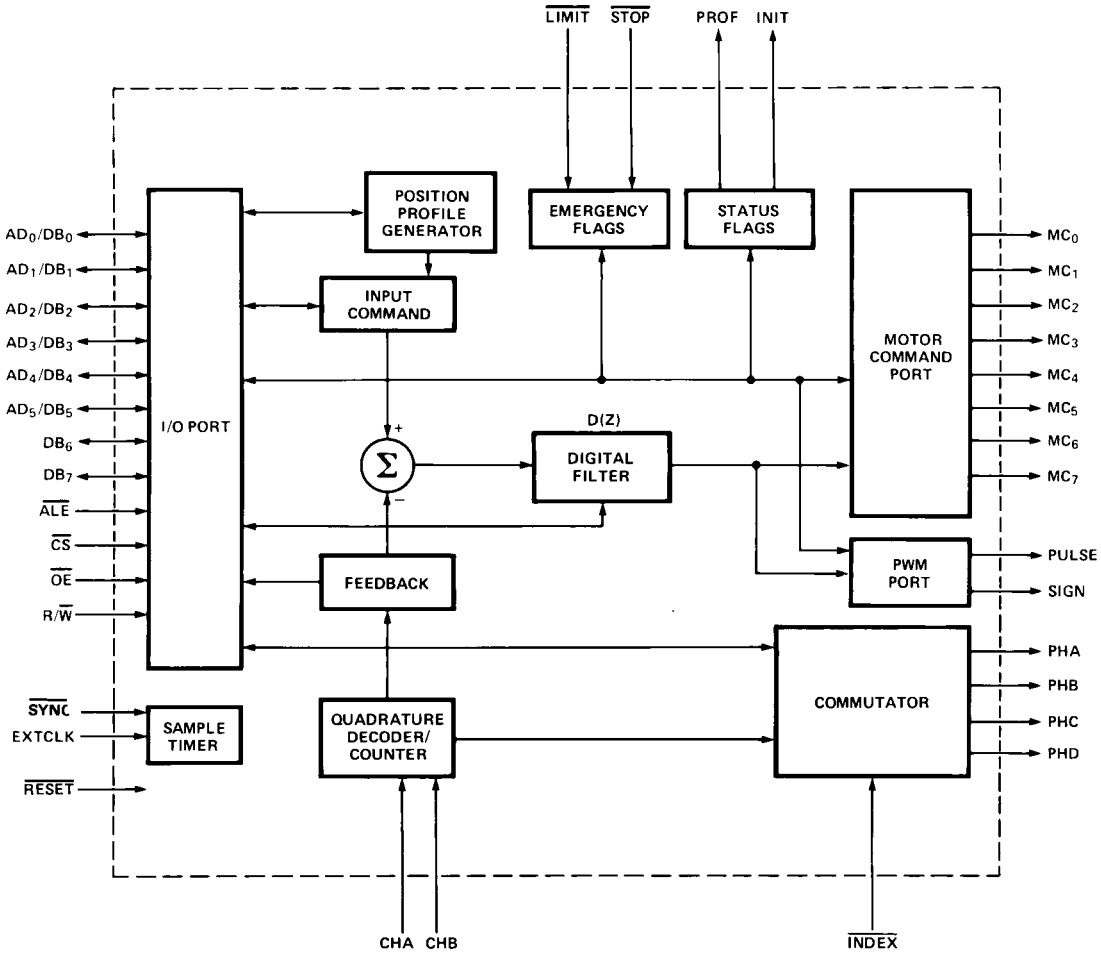 LIMIT STOP PROF INIT
POSITION
PROFILE
GENERATOR
EMERGENCY
FLAGS
STATUS
FLAGS
INPUT
COMMAND
I/O PORT
MOTOR
COMMAND
PORT
AD0/DB0
AD1/DB1
AD2/DB2
AD3/DB3
AD4/DB4
AD5/DB5
DB6
DB7
ALE
CS
OE
R/W
MC0
MC1
MC2
MC3
MC4
MC5
MC6
MC7
+
Σ
−
D(Z)
DIGITAL
FILTER
FEEDBACK
PWM
PORT
PULSE
SIGN
SYNC
EXTCLK
RESET
SAMPLE
TIMER
QUADRATURE
DECODER/
COUNTER
COMMUTATOR
PHA
PHB
PHC
PHD
CHA CHB
INDEX